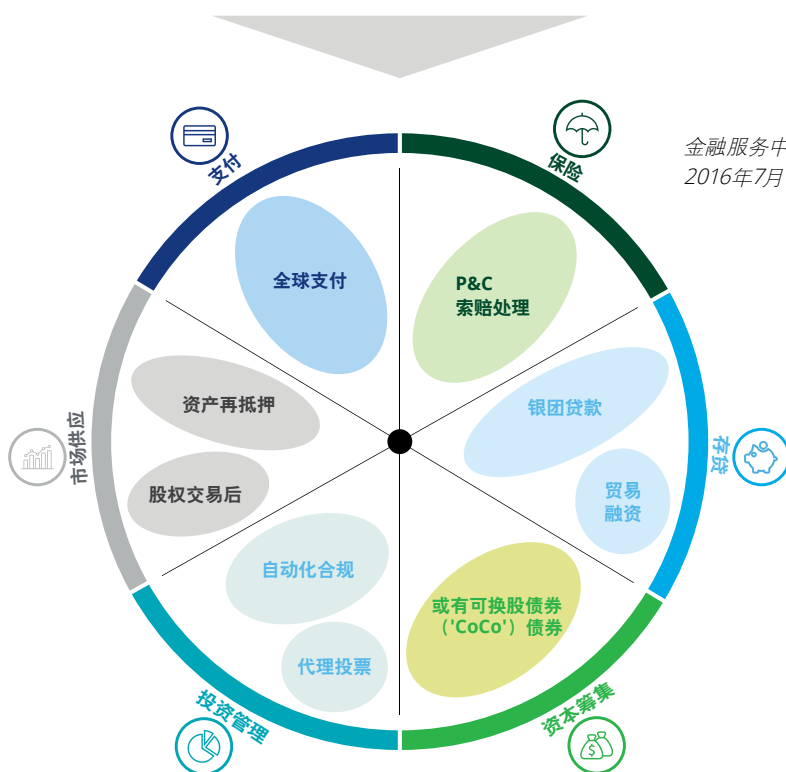 支付
保险
金融服务中
2016年7月
全球支付
P&C
索赔处理
资产再抵押
银团贷款
市场供应
存贷
股权交易后
贸易
融资
自动化合规
或有可换股债券
（'CoCo'）债券
代理投票
投资管理
资本筹集
$